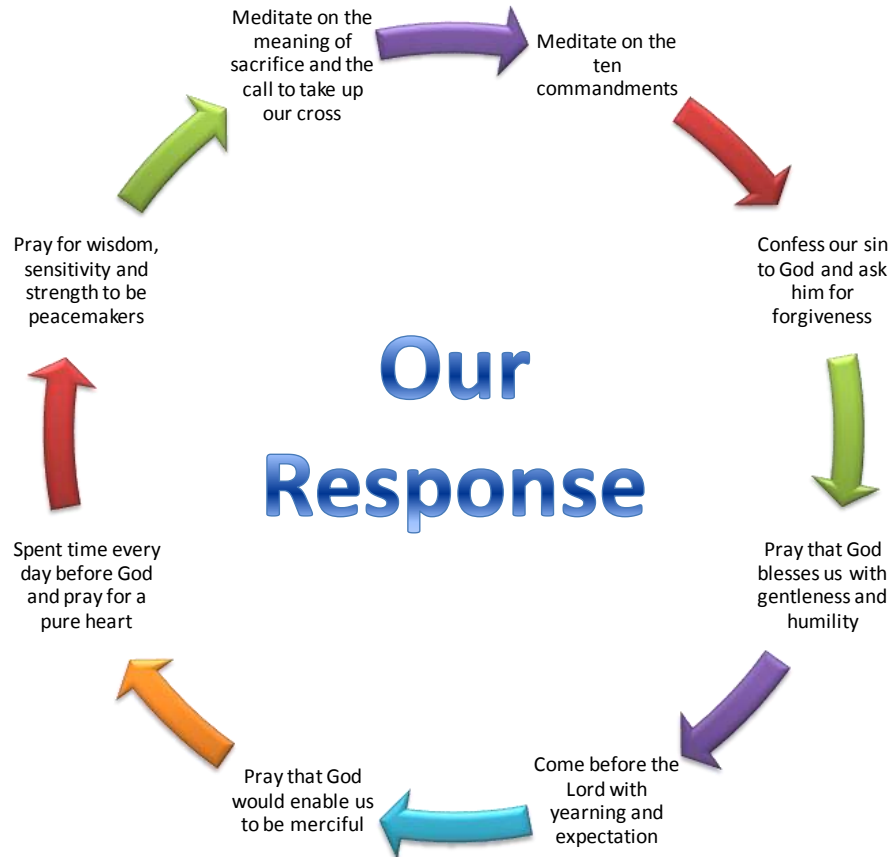 Meditate on the
meaning of
sacrifice and the
call to take up
our cross
Meditate on the
ten
commandments
Confess our sin
to God and ask
him for
forgiveness
Pray that God
blesses us with
gentleness and
humility
Come before the
Lord with
yearning and
expectation
Pray that God
would enable us
to be merciful
Spent time every
day before God
and pray for a
pure heart
Pray for wisdom,
sensitivity and
strength to be
peacemakers
Our
Response